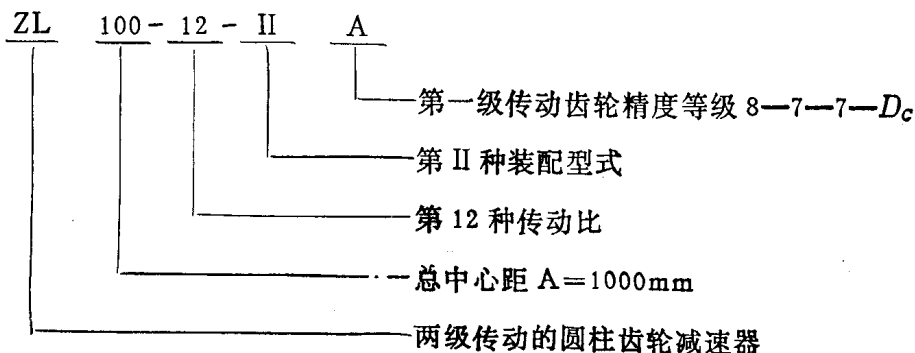 ZL 100-12-II A
第一级传动齿轮精度等级 8—7—7—Dc
第 II 种装配型式
第 12 种传动比
总中心距 A=1000mm
两级传动的圆柱齿轮减速器